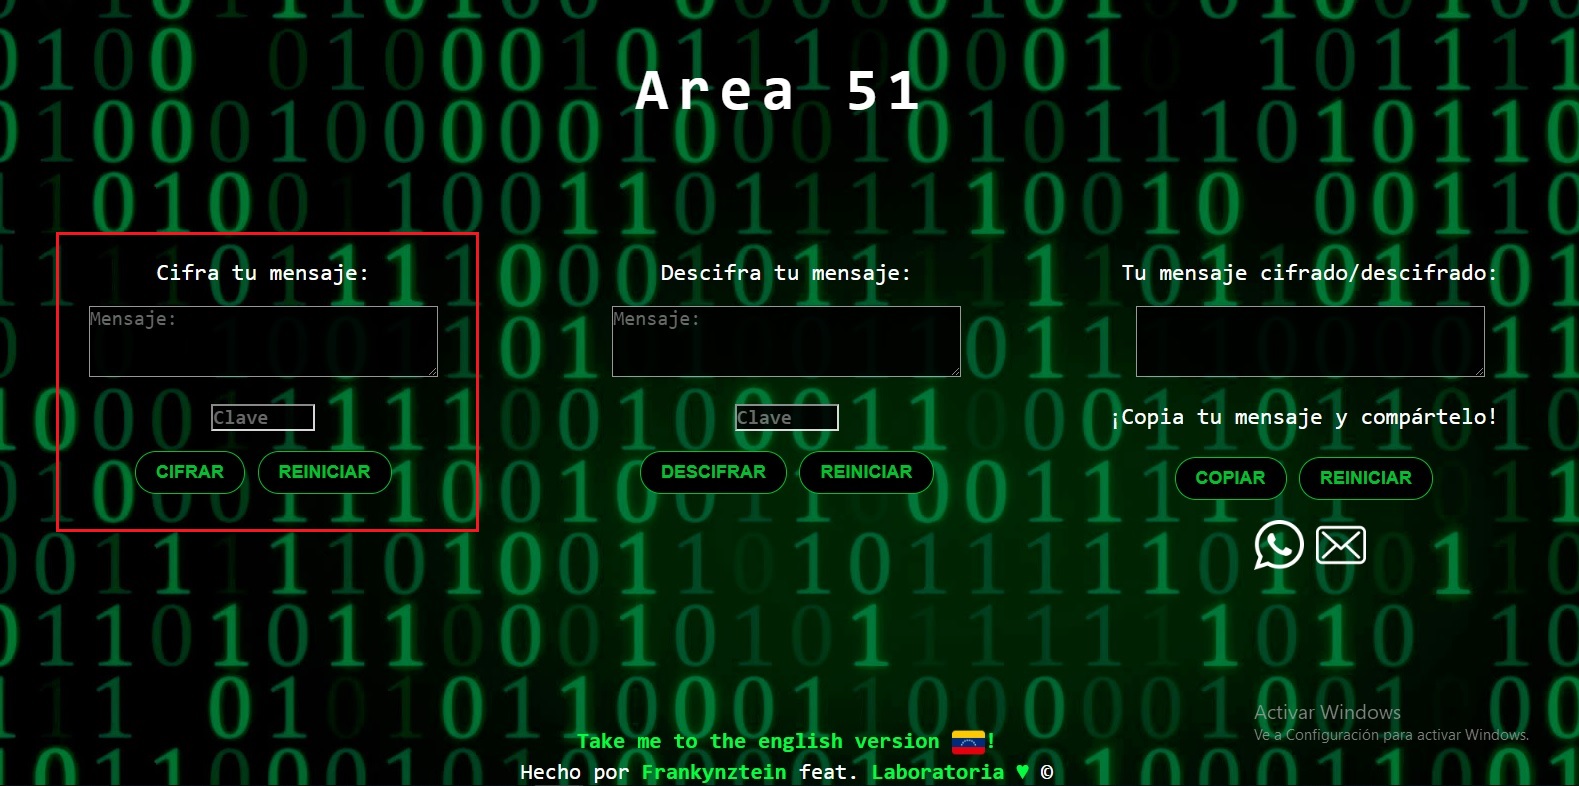 Area 51
Cifra tu mensaje:
Mensaje:
Clave
CIFRAR REINICIAR
Descifra tu mensaje:
Mensaje:
Clave
DESCIFRAR REINICIAR
Tu mensaje cifrado/descifrado:
¡Copia tu mensaje y compártelo!
COPIAR REINICIAR
Activar Windows
Ve a Configuración para activar Windows.
Take me to the english version !
Hecho por Frankynztein feat. Laboratoria ♥ ©